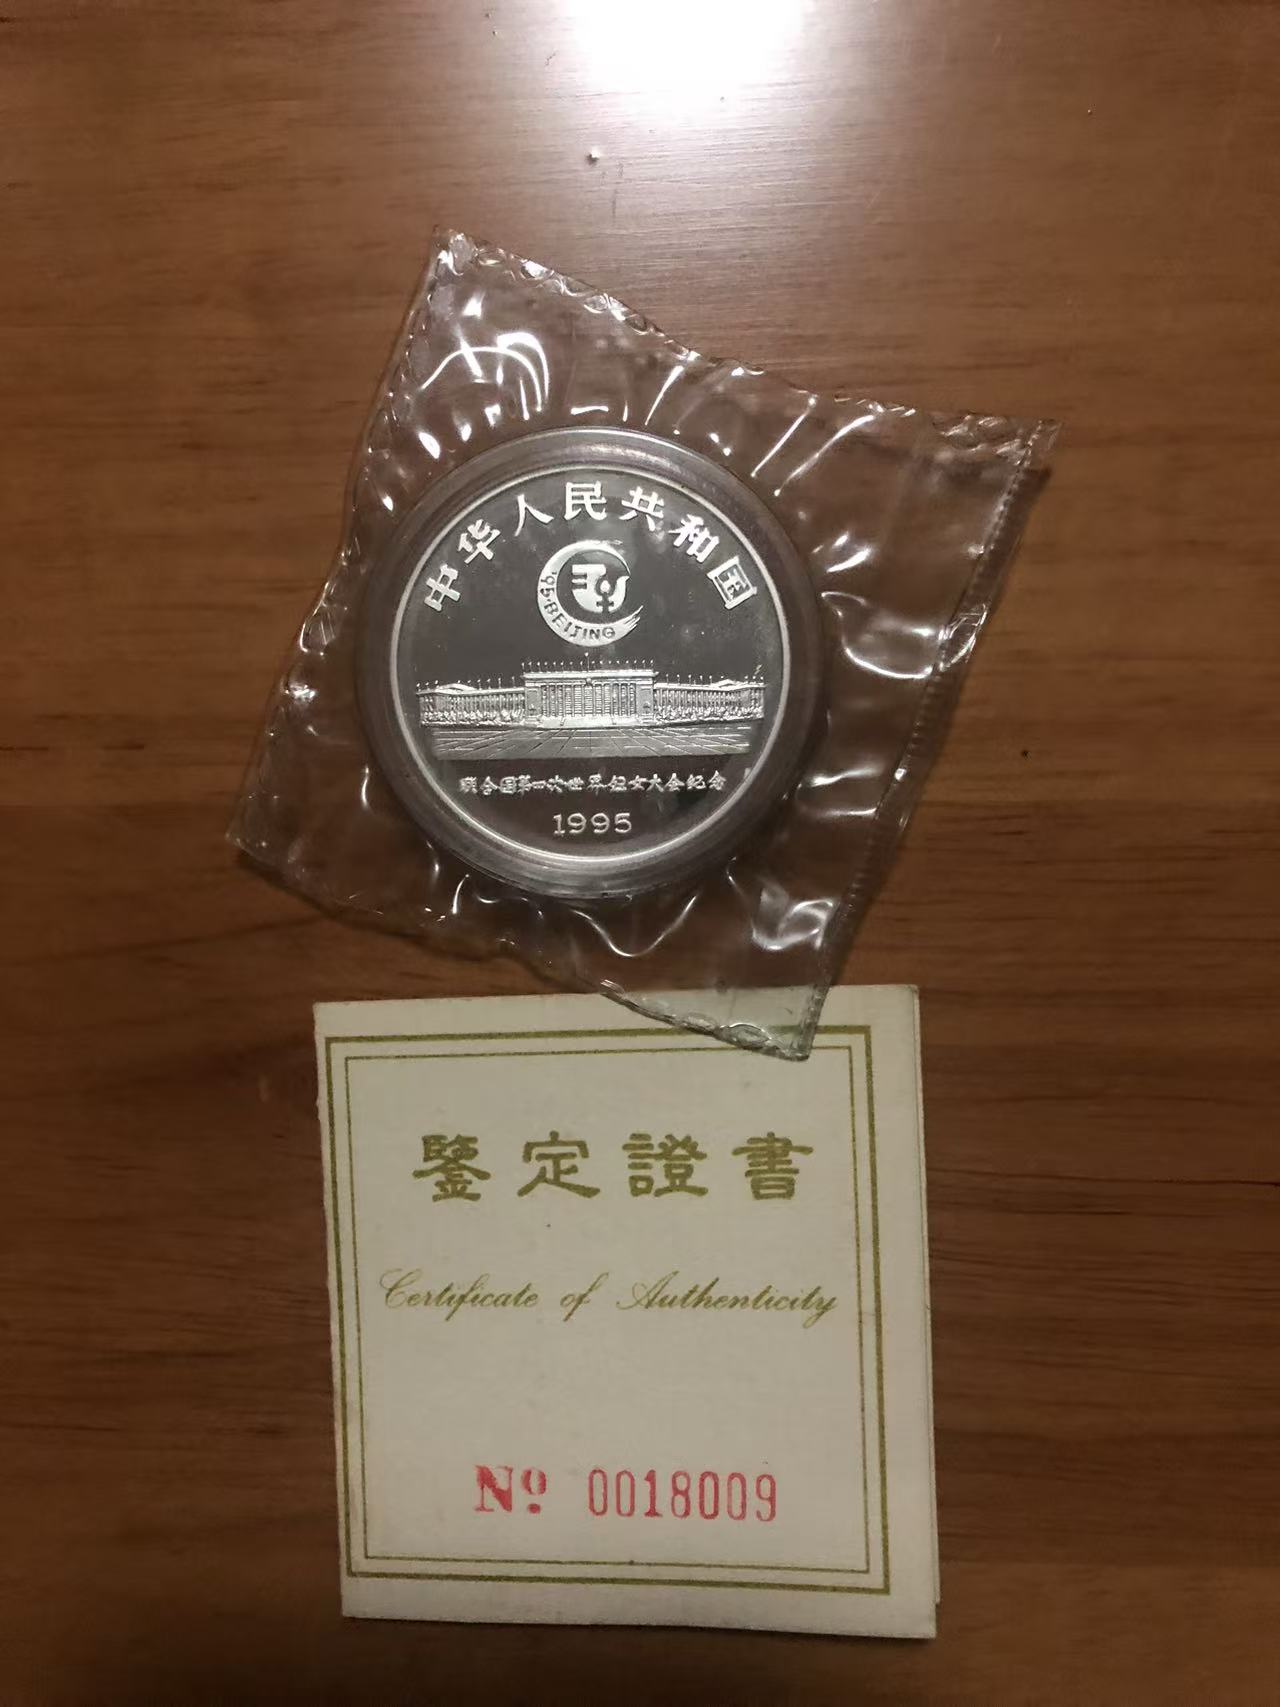 中华人民共和国
'95·BEIJING
联合国第四次世界妇女大会纪念
1995
鑒定證書
Certificate of Authenticity
Nº 0018009